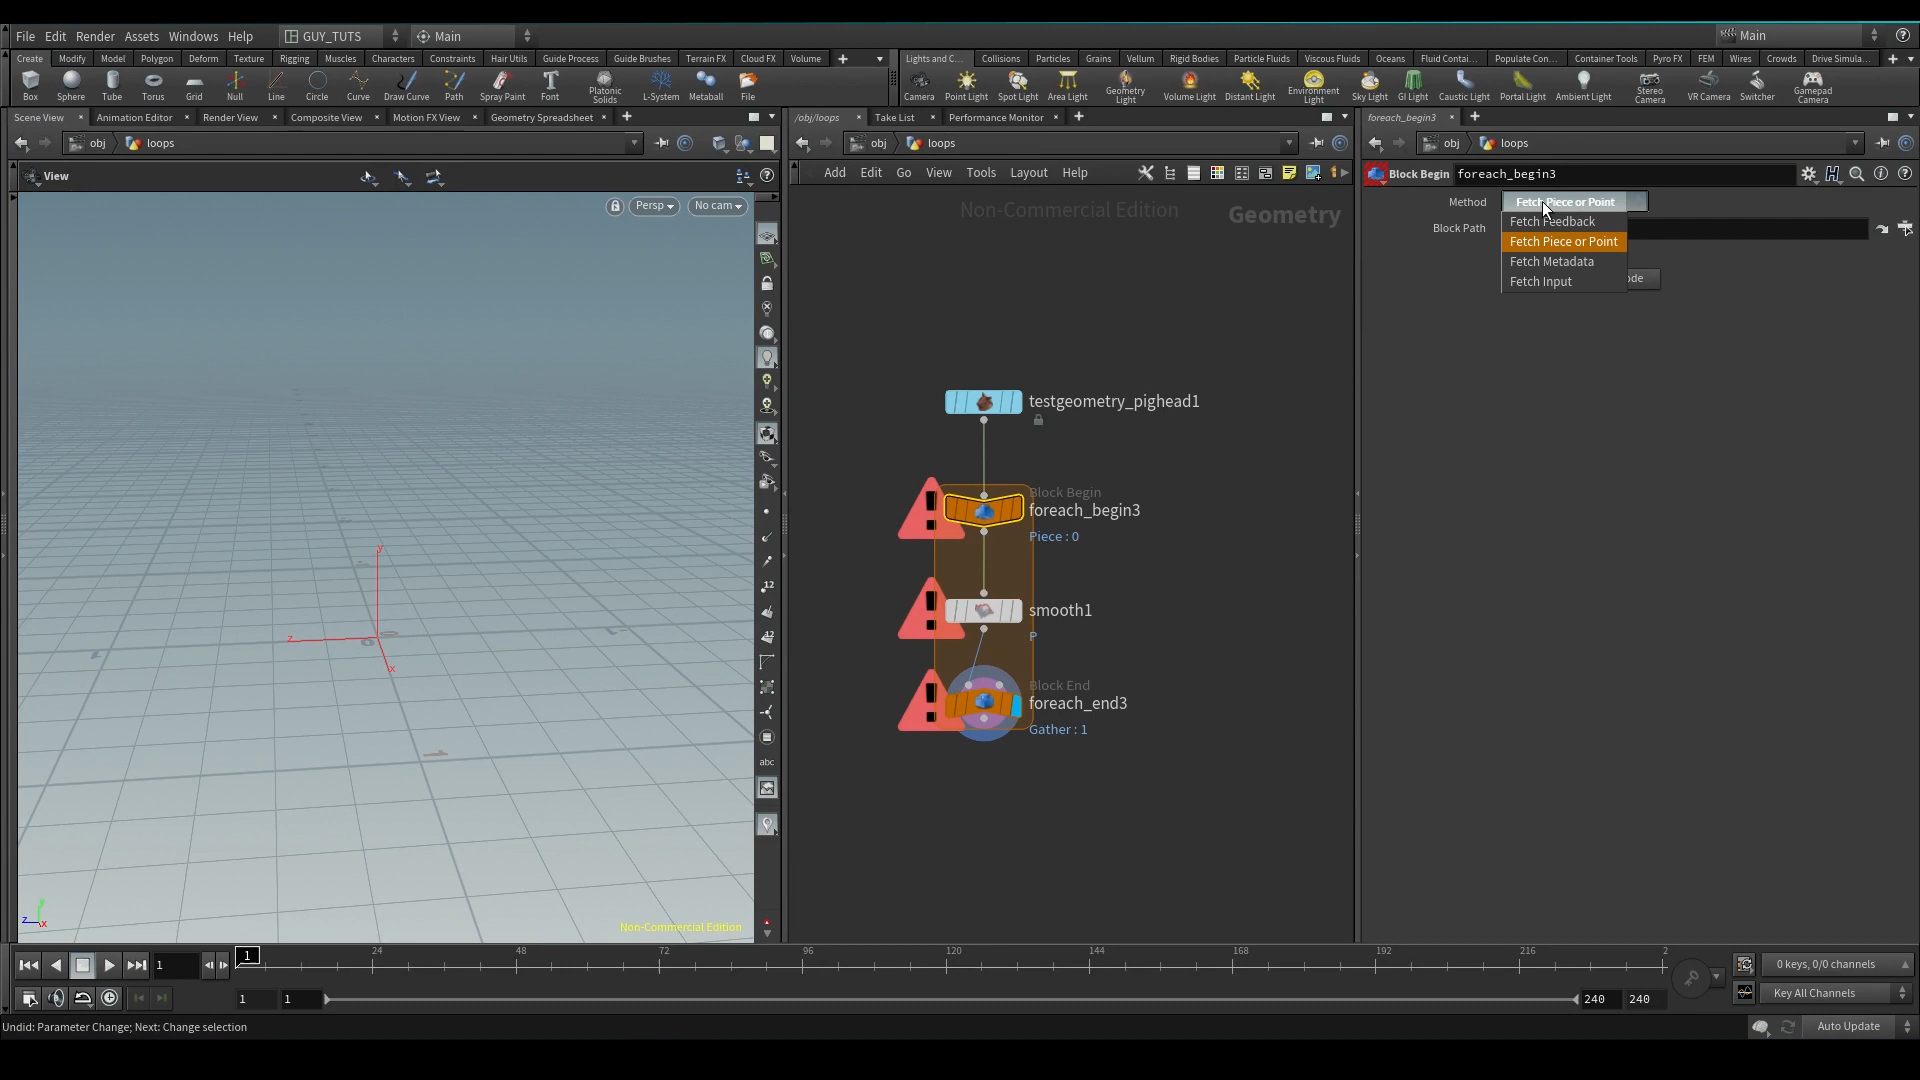 File Edit Render Assets Windows Help GUY_TUTS Main Main
Create Modify Model Polygon Deform Texture Rigging Muscles Characters Constraints Hair Utils Guide Process Guide Brushes Terrain FX Cloud FX Volume
Lights and C... Collisions Particles Grains Vellum Rigid Bodies Particle Fluids Viscous Fluids Oceans Fluid Contai... Populate Con... Container Tools Pyro FX FEM Wires Crowds Drive Simula...
Box Sphere Tube Torus Grid Null Line Circle Curve Draw Curve Path Spray Paint Font Platonic Solids L-System Metaball File
Camera Point Light Spot Light Area Light Geometry Light Volume Light Distant Light Environment Light Sky Light GI Light Caustic Light Portal Light Ambient Light Stereo Camera VR Camera Switcher Gamepad Camera
Scene View Animation Editor Render View Composite View Motion FX View Geometry Spreadsheet
/obj/loops Take List Performance Monitor
foreach_begin3
obj loops
obj loops
obj loops
View
Add Edit Go View Tools Layout Help
Block Begin foreach_begin3
Persp No cam
Non-Commercial Edition Geometry
Method Fetch Piece or Point
Fetch Feedback
Block Path
Fetch Piece or Point
Fetch Metadata
Fetch Input
ode
testgeometry_pighead1
Block Begin
foreach_begin3
Piece : 0
smooth1
P
Block End
foreach_end3
Gather : 1
y
z
x
12
12
abc
z x
Non-Commercial Edition
1 1 24 48 72 96 120 144 168 192 216 2
0 keys, 0/0 channels
1 1 240 240 Key All Channels
Undid: Parameter Change; Next: Change selection Auto Update